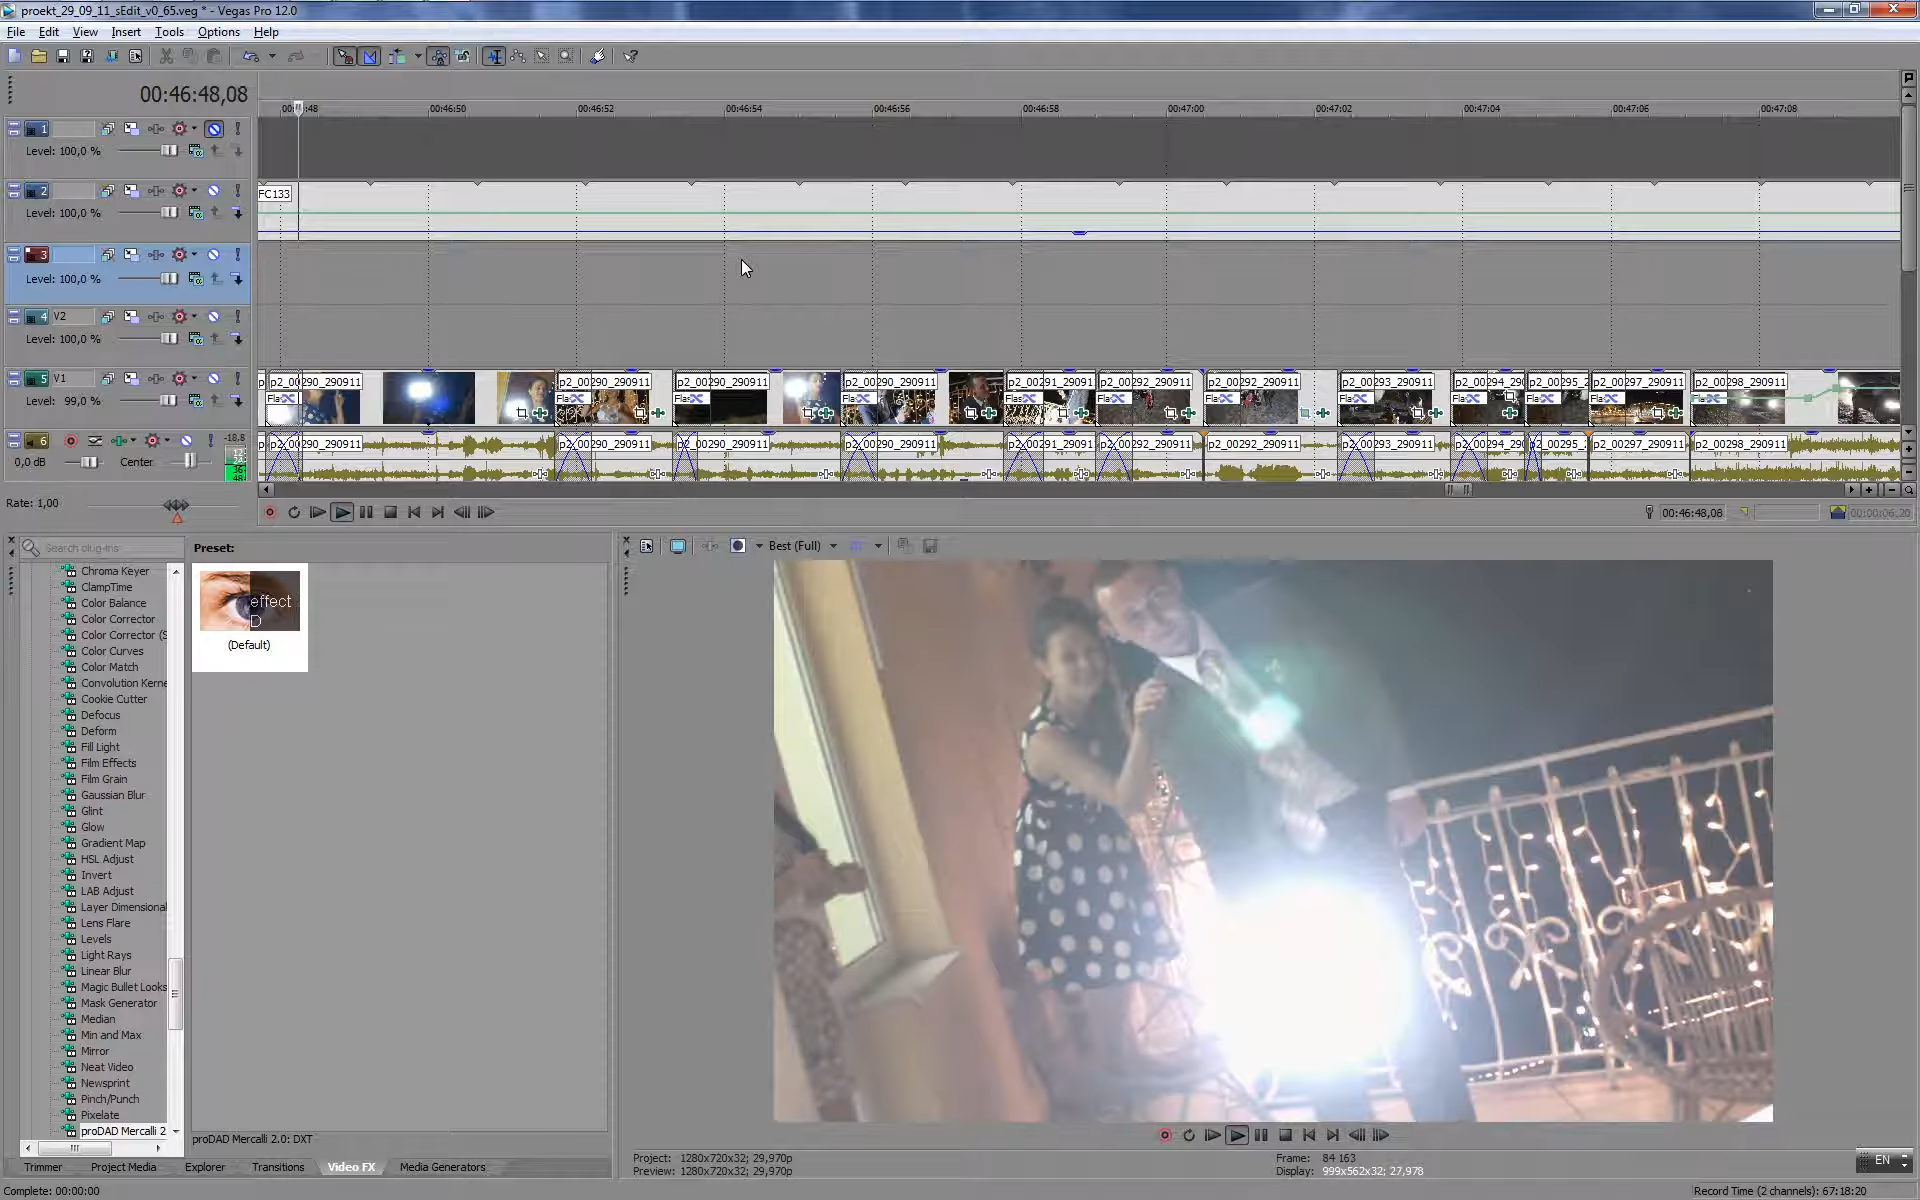 proekt_29_09_11_sEdit_v0_65.veg * - Vegas Pro 12.0
File Edit View Insert Tools Options Help
00:46:48,08
:48 00:46:50 00:46:52 00:46:54 00:46:56 00:46:58 00:47:00 00:47:02 00:47:04 00:47:06 00:47:08
1
Level: 100,0 %
2
FC133
Level: 100,0 %
3
Level: 100,0 %
4 V2
Level: 100,0 %
5 V1
p2_00290_290911 p2_00290_290911 p2_00290_290911 p2_00290_290911 p2_00291_290911 p2_00292_290911 p2_00292_290911 p2_00293_290911 p2_00294_290 p2_00295_2 p2_00297_290911 p2_00298_290911
Level: 99,0 %
6
-18.8
p2_00290_290911 p2_00290_290911 p2_00292_290911 p2_00292_290911 p2_00297_290911 p2_00298_290911
0,0 dB Center
Rate: 1,00
00:46:48,08 00:00:06,20
Search plug-ins
Preset:
Best (Full)
Chroma Keyer
ClampTime
Color Balance
Color Corrector
Color Corrector (S
Color Curves
Color Match
Convolution Kerne
Cookie Cutter
Defocus
Deform
Fill Light
Film Effects
Film Grain
Gaussian Blur
Glint
Glow
Gradient Map
HSL Adjust
Invert
LAB Adjust
Layer Dimensional
Lens Flare
Levels
Light Rays
Linear Blur
Magic Bullet Looks
Mask Generator
Median
Min and Max
Mirror
Neat Video
Newsprint
Pinch/Punch
Pixelate
proDAD Mercalli 2
effect
D
(Default)
proDAD Mercalli 2.0: DXT
Trimmer Project Media Explorer Transitions Video FX Media Generators
Project: 1280x720x32; 29,970p
Preview: 1280x720x32; 29,970p
Frame: 84 163
Display: 999x562x32; 27,978
EN
Complete: 00:00:00
Record Time (2 channels): 67:18:20